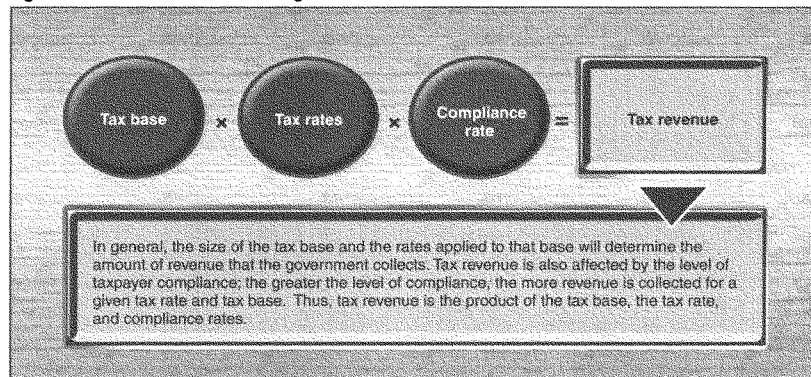 Tax base × Tax rates × Compliance rate = Tax revenue
In general, the size of the tax base and the rates applied to that base will determine the
amount of revenue that the government collects. Tax revenue is also affected by the level of
taxpayer compliance; the greater the level of compliance, the more revenue is collected for a
given tax rate and tax base. Thus, tax revenue is the product of the tax base, the tax rate,
and compliance rates.